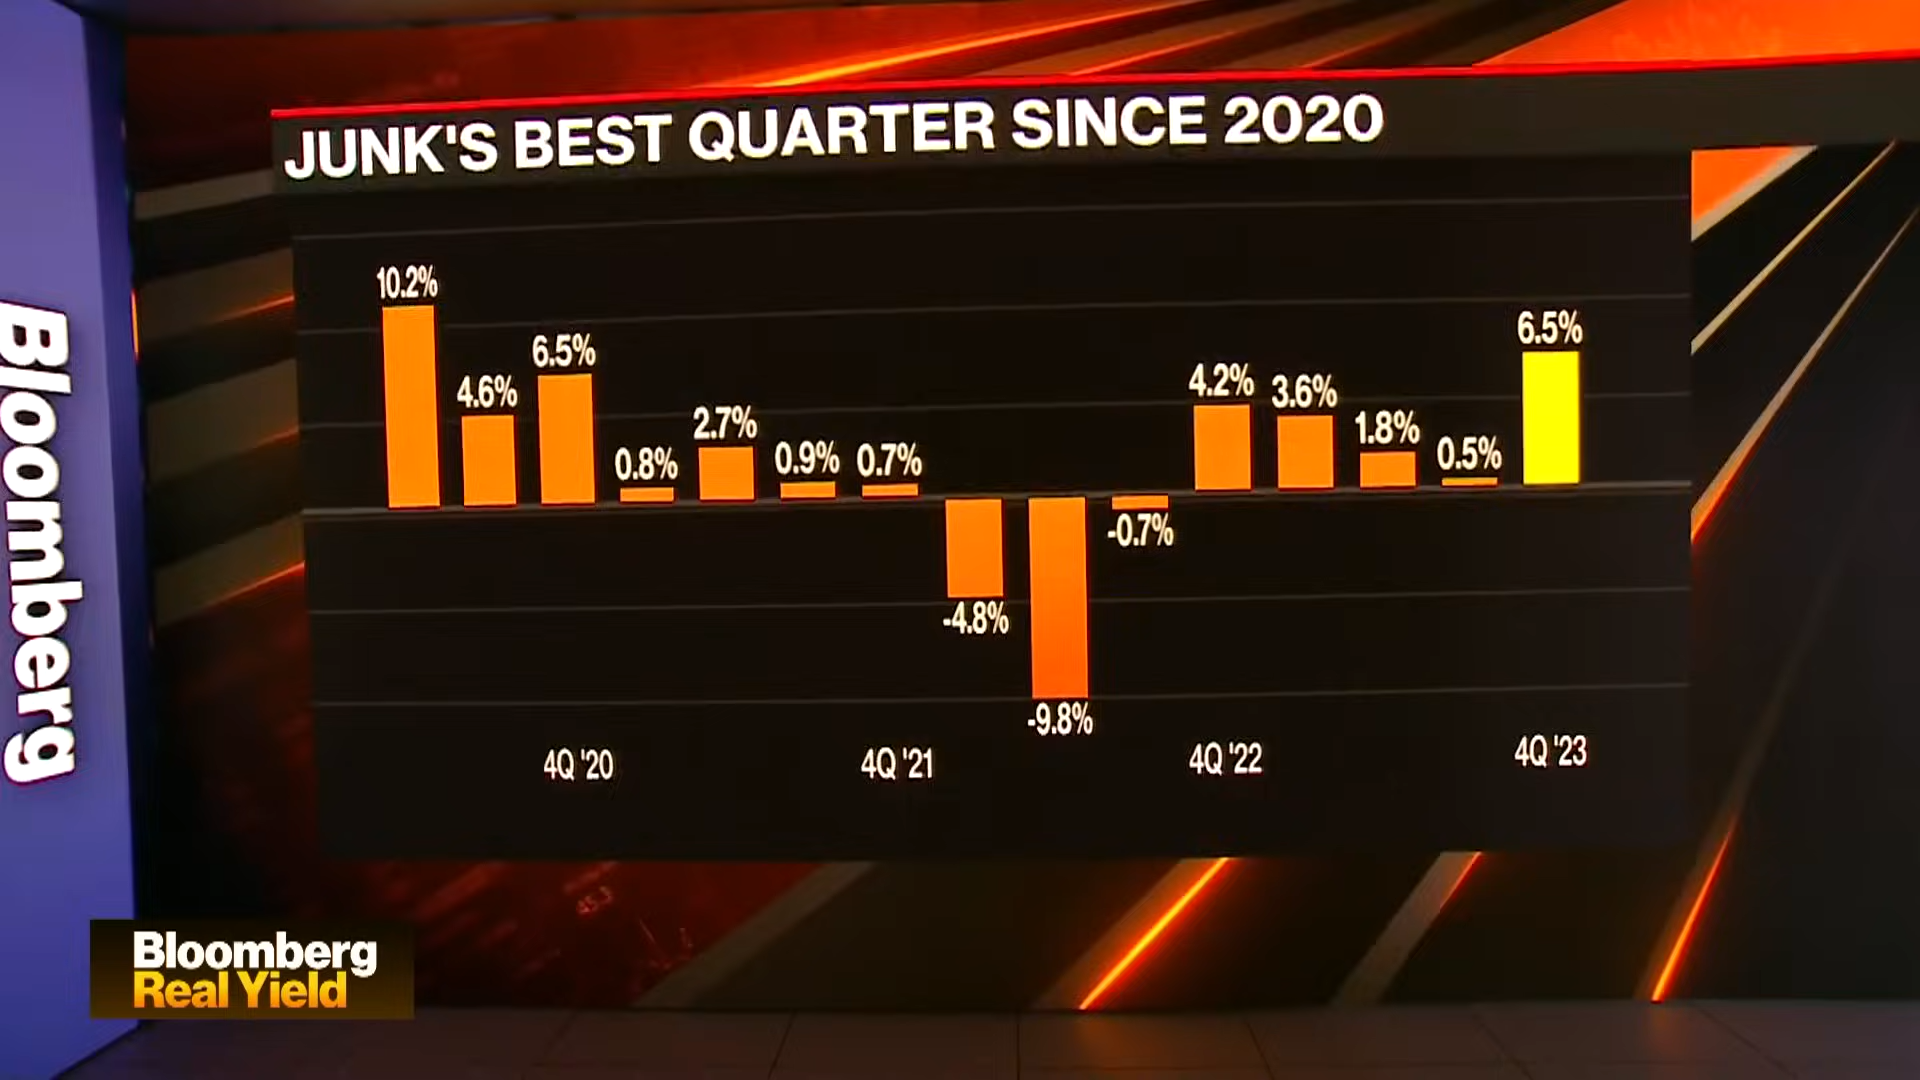 JUNK'S BEST QUARTER SINCE 2020
10.2%
4.6%
6.5%
0.8%
2.7%
0.9%
0.7%
-4.8%
-9.8%
-0.7%
4.2%
3.6%
1.8%
0.5%
6.5%
4Q '20
4Q '21
4Q '22
4Q '23
Bloomberg
45.3
Bloomberg
Real Yield